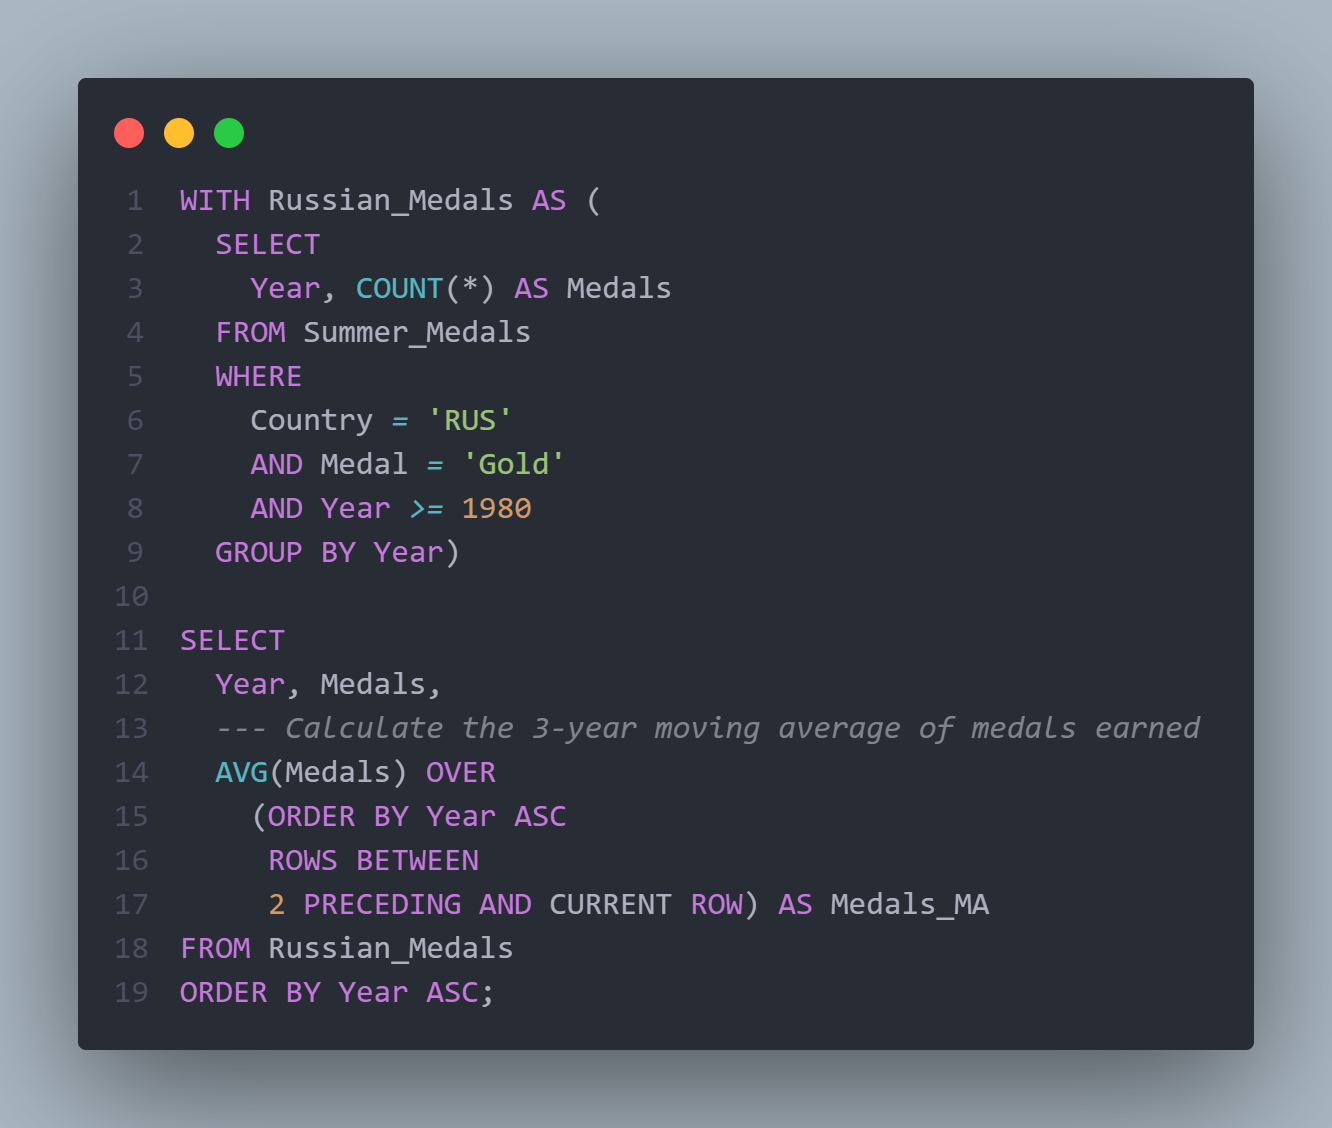 1 WITH Russian_Medals AS (
2   SELECT
3     Year, COUNT(*) AS Medals
4   FROM Summer_Medals
5   WHERE
6     Country = 'RUS'
7     AND Medal = 'Gold'
8     AND Year >= 1980
9   GROUP BY Year)
10
11 SELECT
12   Year, Medals,
13   --- Calculate the 3-year moving average of medals earned
14   AVG(Medals) OVER
15     (ORDER BY Year ASC
16      ROWS BETWEEN
17      2 PRECEDING AND CURRENT ROW) AS Medals_MA
18 FROM Russian_Medals
19 ORDER BY Year ASC;